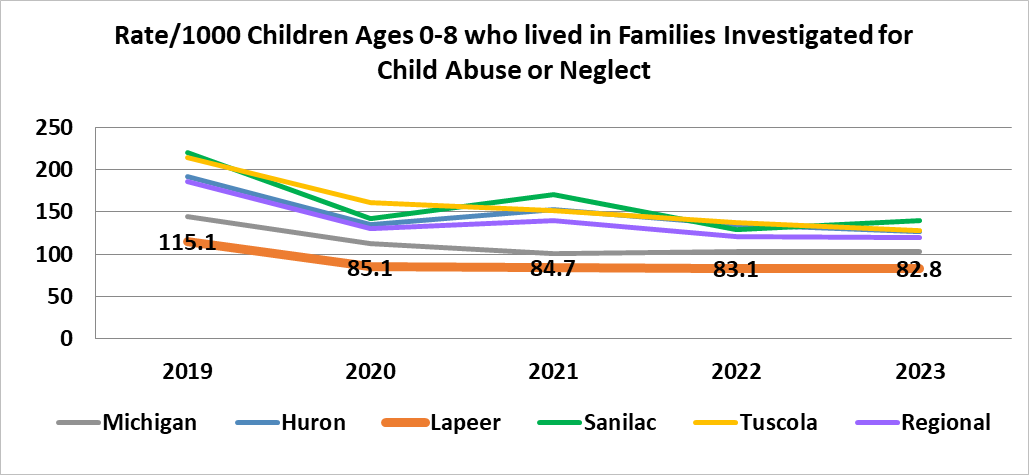 Rate/1000 Children Ages 0-8 who lived in Families Investigated for
Child Abuse or Neglect
250
200
150
100
50
0
115.1
85.1
84.7
83.1
82.8
2019
2020
2021
2022
2023
Michigan
Huron
Lapeer
Sanilac
Tuscola
Regional